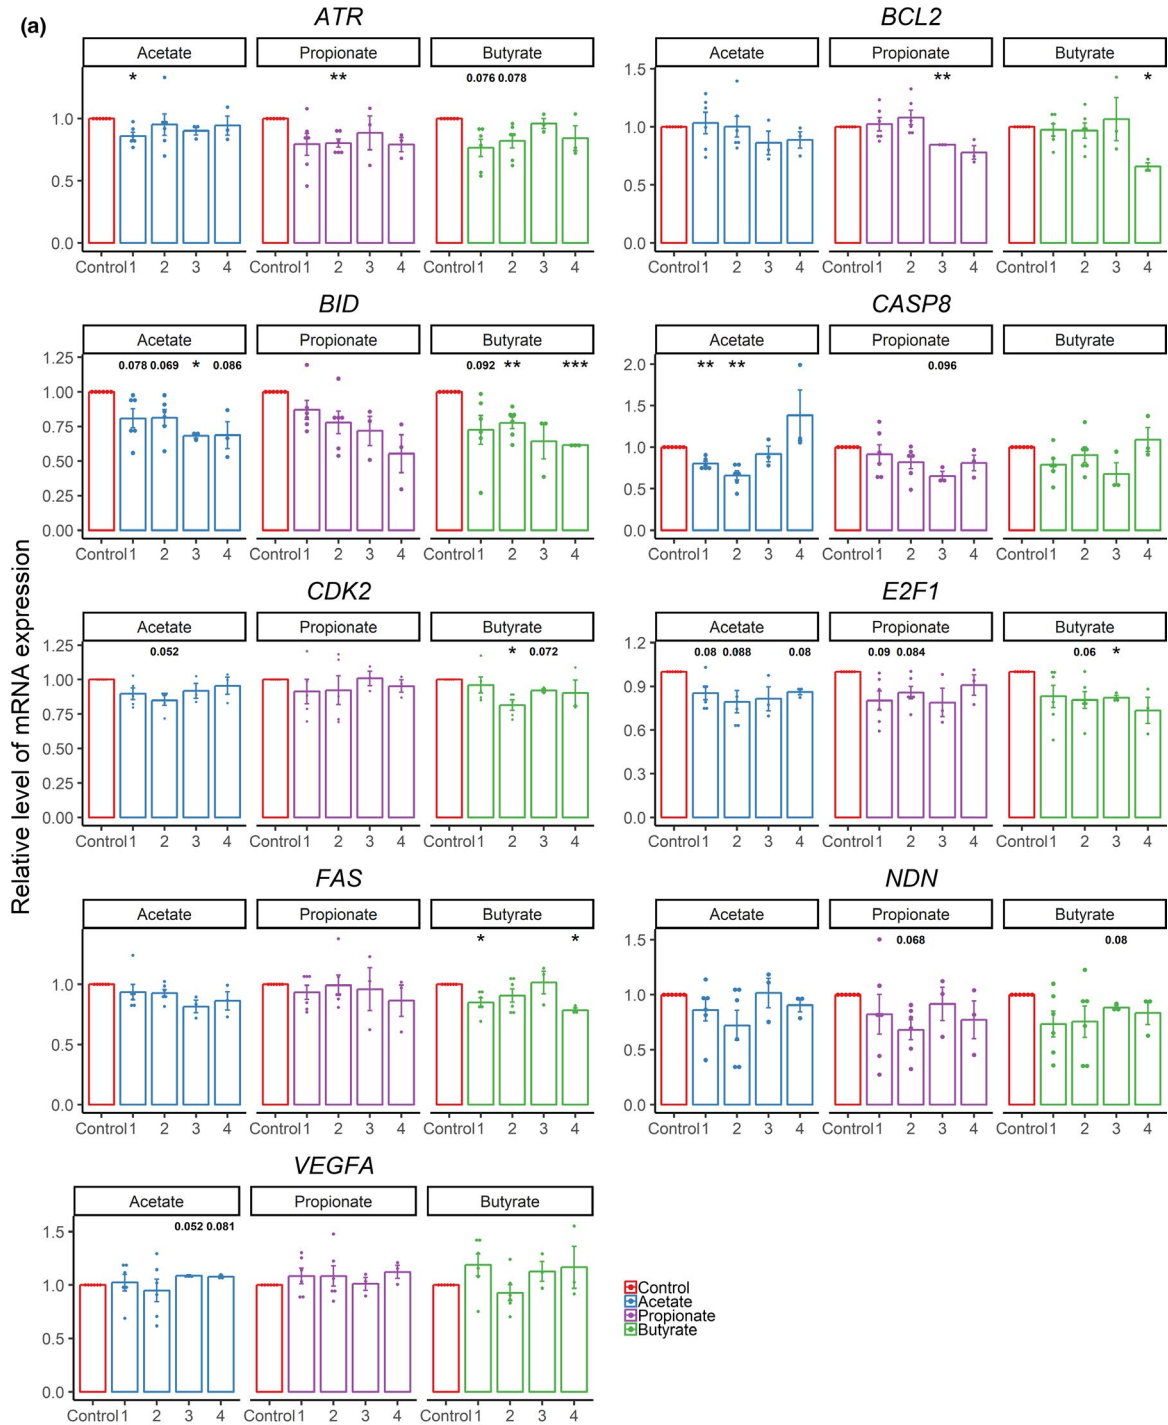 (a)
ATR
Acetate Propionate Butyrate
* ** 0.076 0.078
1.0
0.5
0.0
Control 1 2 3 4 Control 1 2 3 4 Control 1 2 3 4
BCL2
Acetate Propionate Butyrate
** *
1.5
1.0
0.5
0.0
Control 1 2 3 4 Control 1 2 3 4 Control 1 2 3 4
BID
Acetate Propionate Butyrate
0.078 0.069 * 0.086 0.092 ** ***
1.25
1.00
0.75
0.50
0.25
0.00
Control 1 2 3 4 Control 1 2 3 4 Control 1 2 3 4
CASP8
Acetate Propionate Butyrate
** ** 0.096
2.0
1.5
1.0
0.5
0.0
Control 1 2 3 4 Control 1 2 3 4 Control 1 2 3 4
Relative level of mRNA expression
CDK2
Acetate Propionate Butyrate
0.052 * 0.072
1.25
1.00
0.75
0.50
0.25
0.00
Control 1 2 3 4 Control 1 2 3 4 Control 1 2 3 4
E2F1
Acetate Propionate Butyrate
0.08 0.088 0.08 0.09 0.084 0.06 *
1.2
0.9
0.6
0.3
0.0
Control 1 2 3 4 Control 1 2 3 4 Control 1 2 3 4
FAS
Acetate Propionate Butyrate
* *
1.0
0.5
0.0
Control 1 2 3 4 Control 1 2 3 4 Control 1 2 3 4
NDN
Acetate Propionate Butyrate
0.068 0.08
1.5
1.0
0.5
0.0
Control 1 2 3 4 Control 1 2 3 4 Control 1 2 3 4
VEGFA
Acetate Propionate Butyrate
0.052 0.081
1.5
1.0
0.5
0.0
Control 1 2 3 4 Control 1 2 3 4 Control 1 2 3 4
Control
Acetate
Propionate
Butyrate